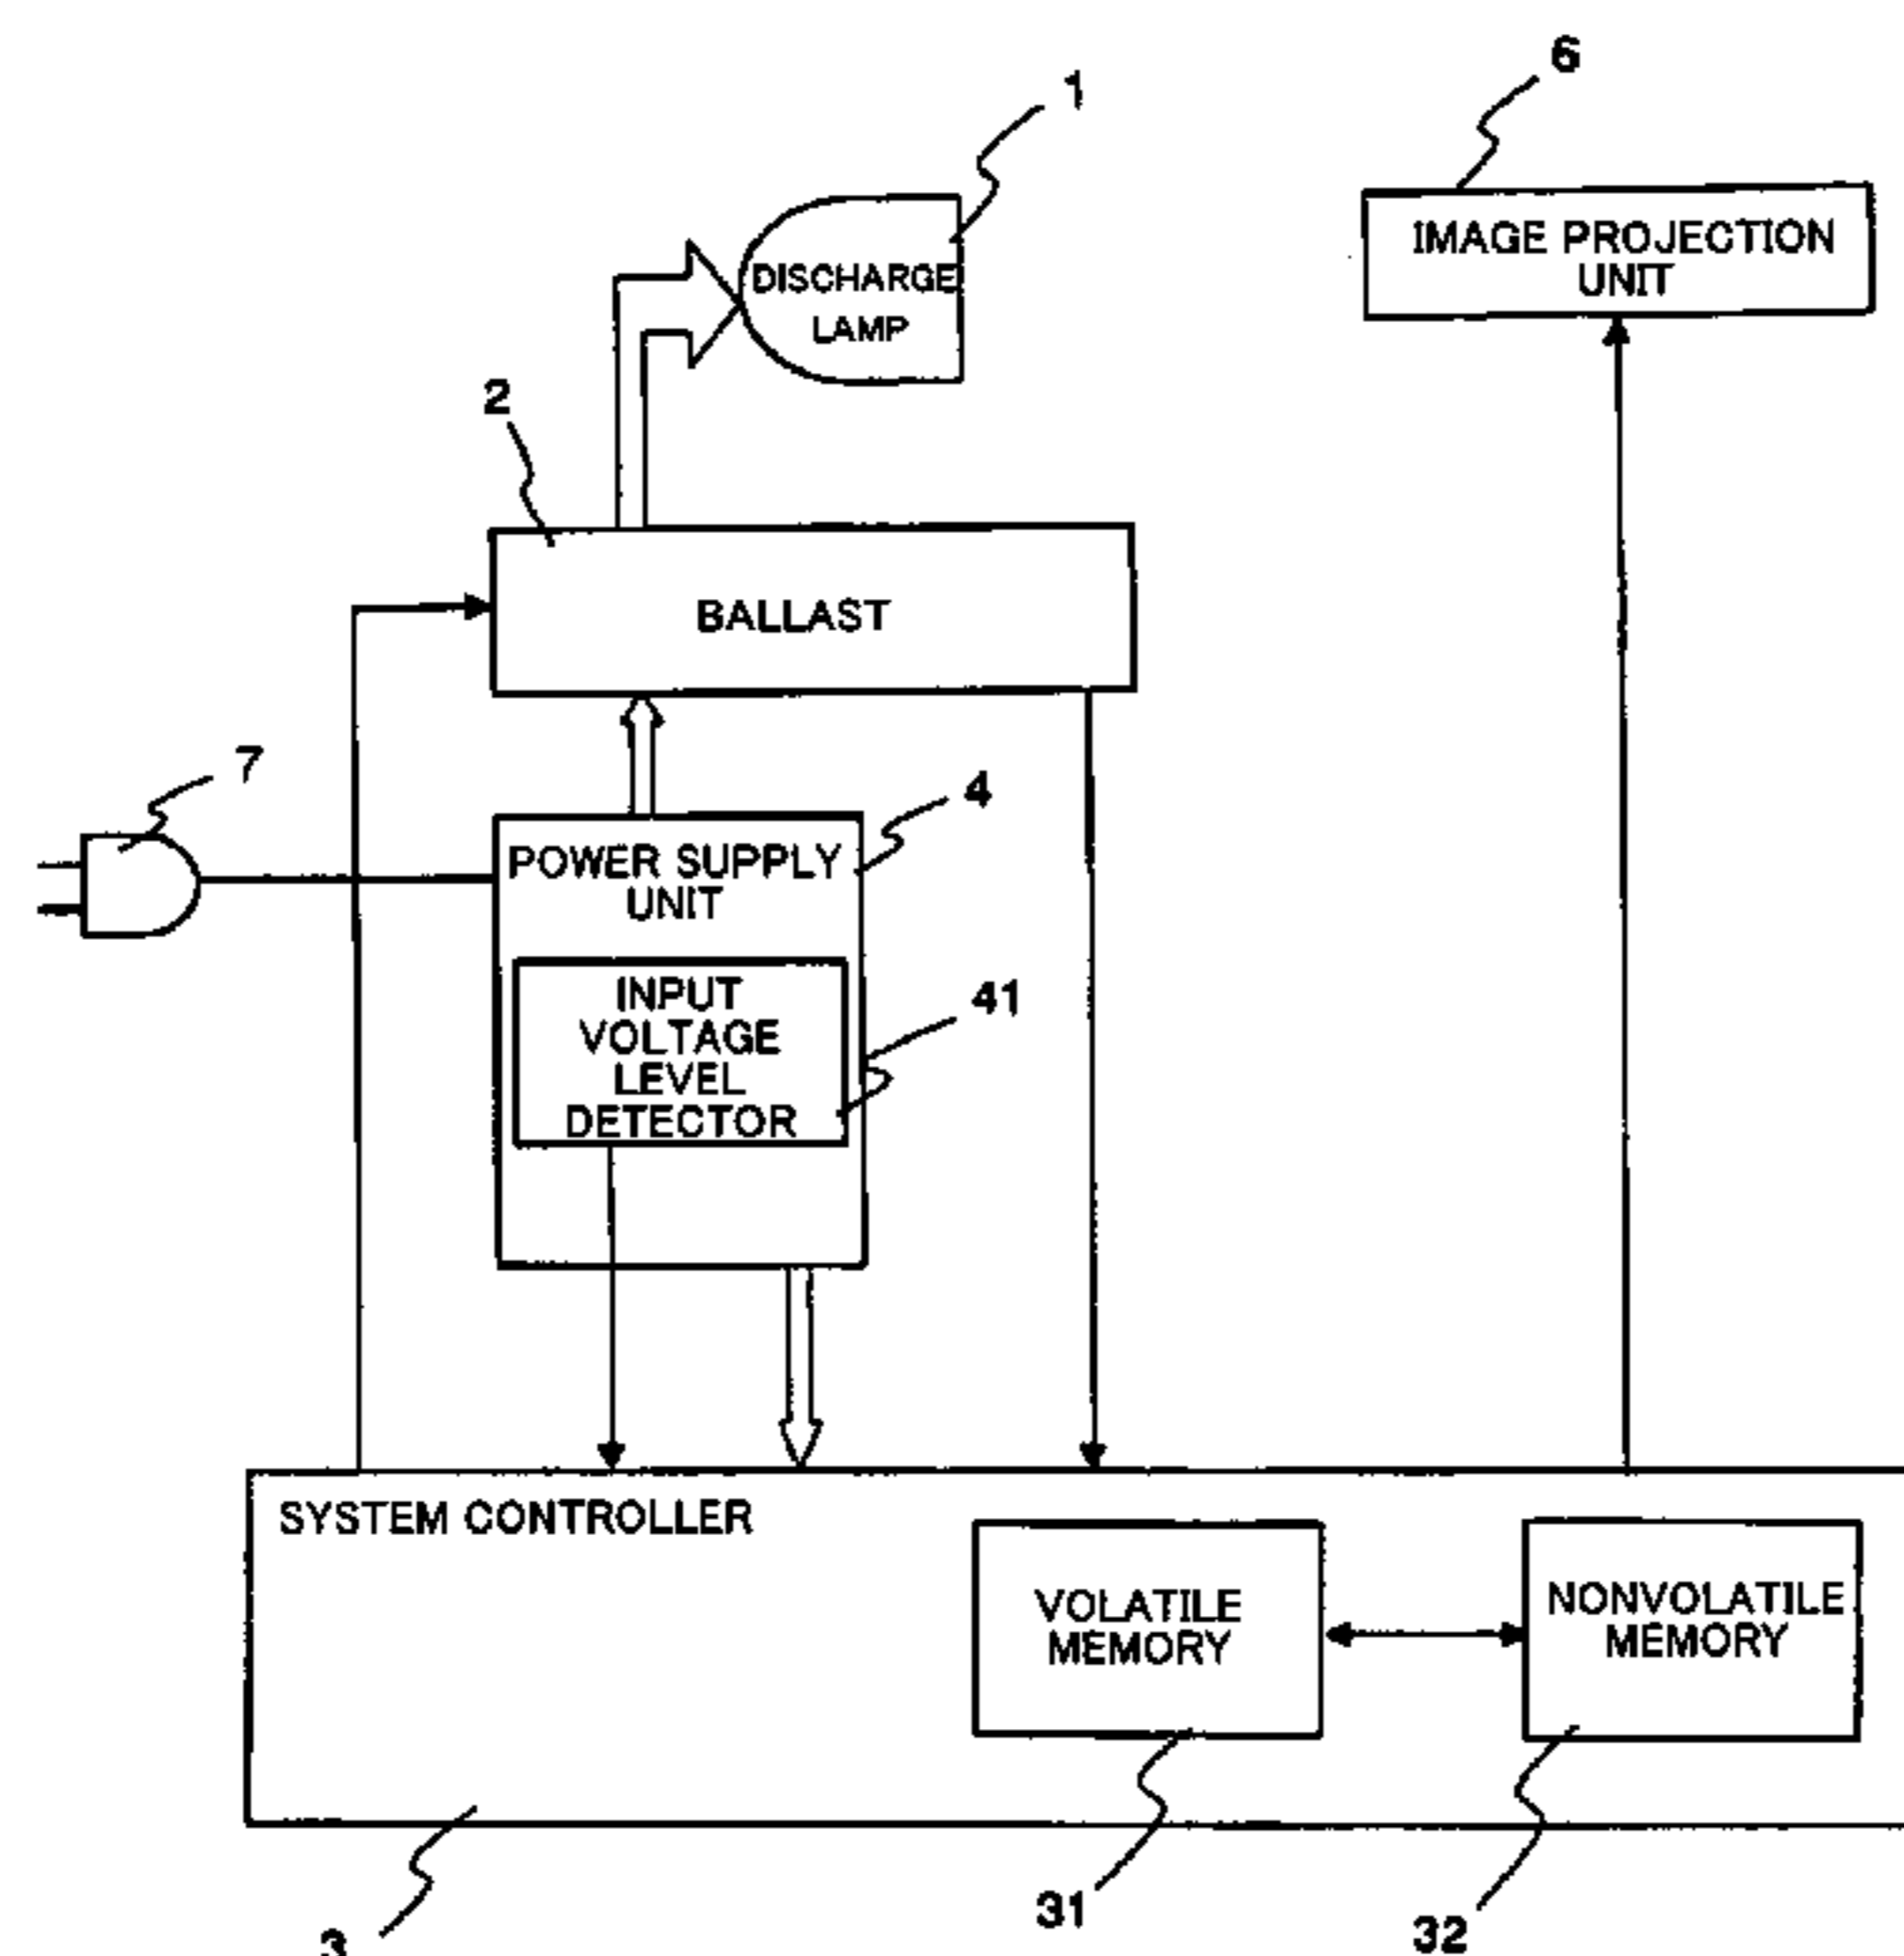 6
1
IMAGE PROJECTION
UNIT
DISCHARGE
LAMP
2
BALLAST
7
4
POWER SUPPLY
UNIT
41
INPUT
VOLTAGE
LEVEL
DETECTOR
SYSTEM CONTROLLER
VOLATILE
MEMORY
NONVOLATILE
MEMORY
31
32
3